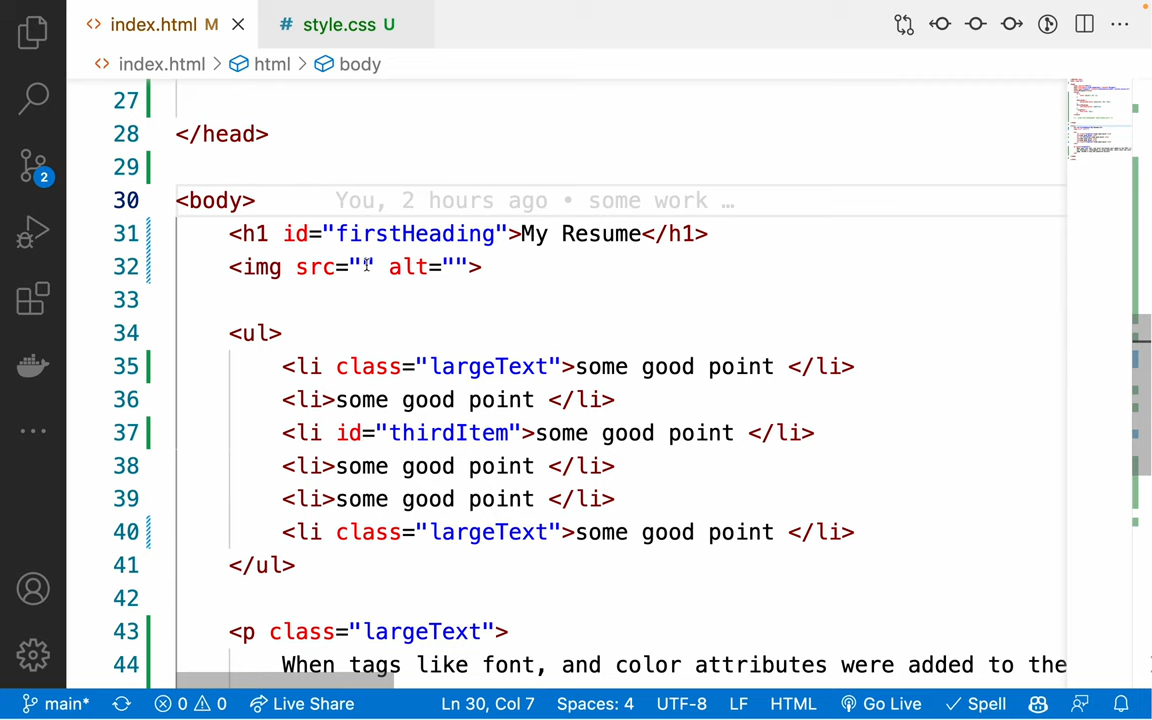 <> index.html M × # style.css U ...
<> index.html > html > body
27
28 </head>
29
30 <body> You, 2 hours ago • some work …
31 <h1 id="firstHeading">My Resume</h1>
32 <img src="" alt="">
33
34 <ul>
35 <li class="largeText">some good point </li>
36 <li>some good point </li>
37 <li id="thirdItem">some good point </li>
38 <li>some good point </li>
39 <li>some good point </li>
40 <li class="largeText">some good point </li>
41 </ul>
42
43 <p class="largeText">
44 When tags like font, and color attributes were added to the
2
main* 0 0 Live Share Ln 30, Col 7 Spaces: 4 UTF-8 LF HTML Go Live Spell